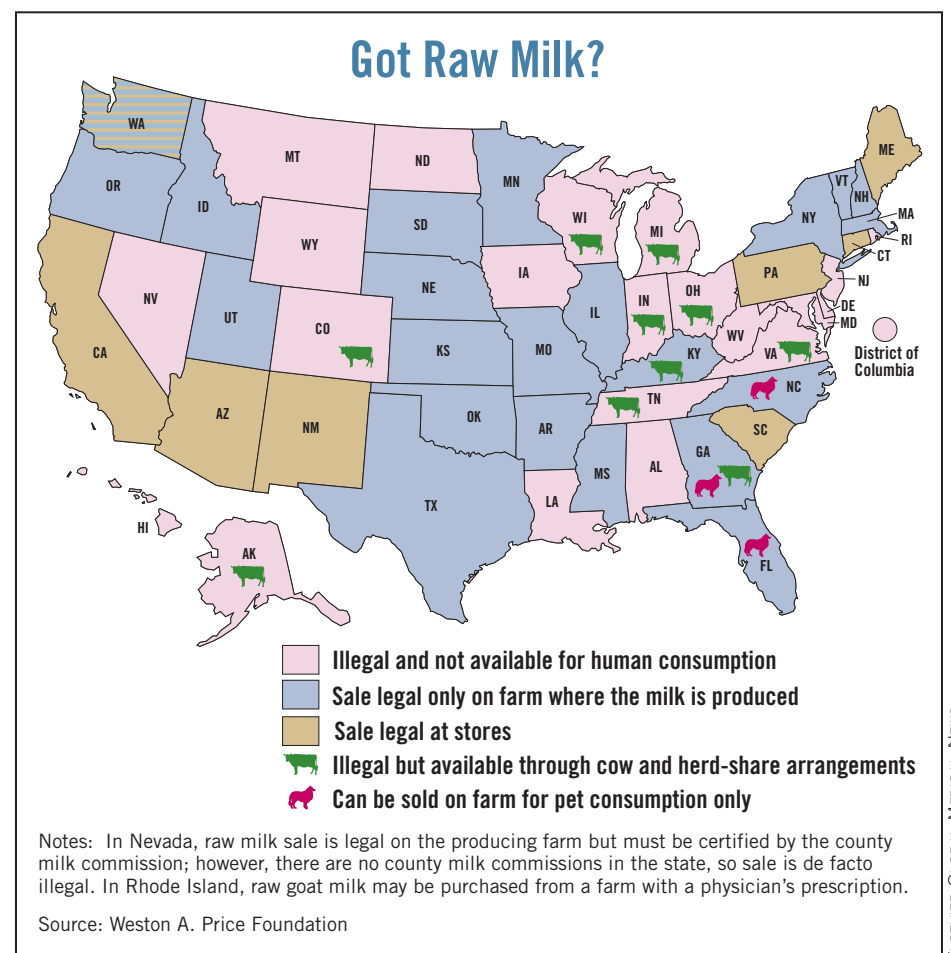 Got Raw Milk?
WA
MT
ND
ME
OR
ID
MN
VT
NH
SD
WI
MI
NY
MA
RI
CT
WY
IA
PA
NJ
NV
NE
IL
IN
OH
DE
MD
UT
CO
WV
District of
Columbia
CA
KS
MO
KY
VA
AZ
NM
OK
AR
TN
NC
SC
MS
AL
GA
TX
LA
HI
AK
FL
Illegal and not available for human consumption
Sale legal only on farm where the milk is produced
Sale legal at stores
Illegal but available through cow and herd-share arrangements
Can be sold on farm for pet consumption only
Notes: In Nevada, raw milk sale is legal on the producing farm but must be certified by the county
milk commission; however, there are no county milk commissions in the state, so sale is de facto
illegal. In Rhode Island, raw goat milk may be purchased from a farm with a physician's prescription.
Source: Weston A. Price Foundation